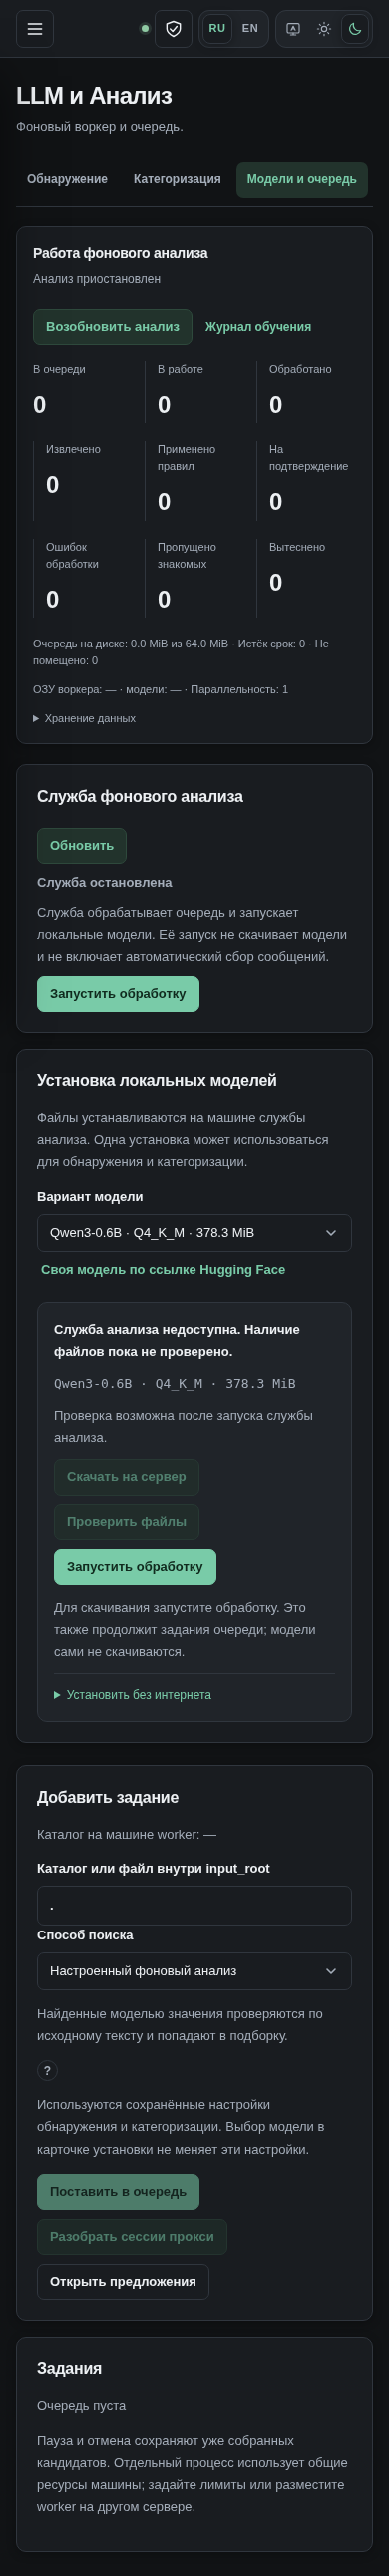 RU EN
LLM и Анализ
Фоновый воркер и очередь.
Обнаружение Категоризация Модели и очередь
Работа фонового анализа
Анализ приостановлен
Возобновить анализ Журнал обучения
В очереди В работе Обработано
0 0 0
Извлечено Применено правил На подтверждение
0 0 0
Ошибок обработки Пропущено знакомых Вытеснено
0 0 0
Очередь на диске: 0.0 MiB из 64.0 MiB · Истёк срок: 0 · Не
помещено: 0
ОЗУ воркера: — · модели: — · Параллельность: 1
Хранение данных
Служба фонового анализа
Обновить
Служба остановлена
Служба обрабатывает очередь и запускает
локальные модели. Её запуск не скачивает модели
и не включает автоматический сбор сообщений.
Запустить обработку
Установка локальных моделей
Файлы устанавливаются на машине службы
анализа. Одна установка может использоваться
для обнаружения и категоризации.
Вариант модели
Qwen3-0.6B · Q4_K_M · 378.3 MiB
Своя модель по ссылке Hugging Face
Служба анализа недоступна. Наличие
файлов пока не проверено.
Qwen3-0.6B · Q4_K_M · 378.3 MiB
Проверка возможна после запуска службы
анализа.
Скачать на сервер
Проверить файлы
Запустить обработку
Для скачивания запустите обработку. Это
также продолжит задания очереди; модели
сами не скачиваются.
Установить без интернета
Добавить задание
Каталог на машине worker: —
Каталог или файл внутри input_root
.
Способ поиска
Настроенный фоновый анализ
Найденные моделью значения проверяются по
исходному тексту и попадают в подборку.
?
Используются сохранённые настройки
обнаружения и категоризации. Выбор модели в
карточке установки не меняет эти настройки.
Поставить в очередь
Разобрать сессии прокси
Открыть предложения
Задания
Очередь пуста
Пауза и отмена сохраняют уже собранных
кандидатов. Отдельный процесс использует общие
ресурсы машины; задайте лимиты или разместите
worker на другом сервере.